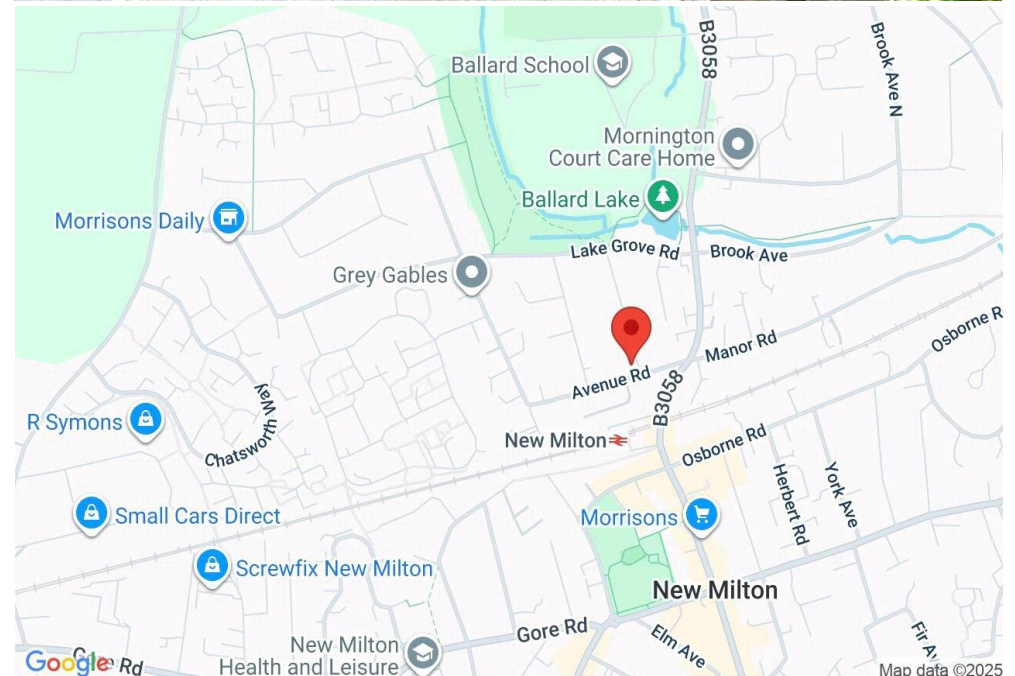 Ballard School
B3058
Brook Ave N
Mornington
Court Care Home
Ballard Lake
Morrisons Daily
Lake Grove Rd
Brook Ave
Grey Gables
Osborne R
Manor Rd
Avenue Rd
B3058
Chatsworth Way
R Symons
New Milton
Osborne Rd
Herbert Rd
York Ave
Morrisons
Small Cars Direct
Screwfix New Milton
New Milton
Gore Rd
Elm Ave
Fir Av
New Milton
Health and Leisure
Google
Rd
Map data ©2025